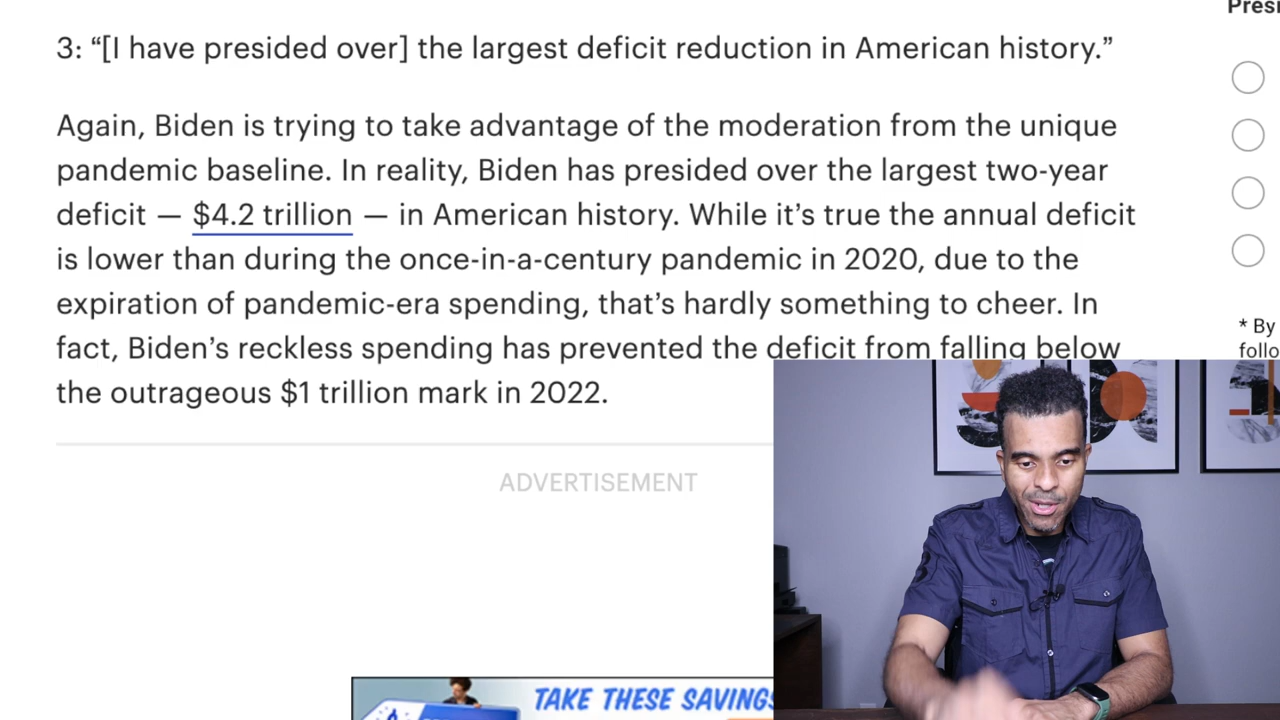 Presi
3: “[I have presided over] the largest deficit reduction in American history.”
Again, Biden is trying to take advantage of the moderation from the unique
pandemic baseline. In reality, Biden has presided over the largest two-year
deficit — $4.2 trillion — in American history. While it’s true the annual deficit
is lower than during the once-in-a-century pandemic in 2020, due to the
expiration of pandemic-era spending, that’s hardly something to cheer. In
fact, Biden’s reckless spending has prevented the deficit from falling below
the outrageous $1 trillion mark in 2022.
* By
follo
ADVERTISEMENT
TAKE THESE SAVINGS